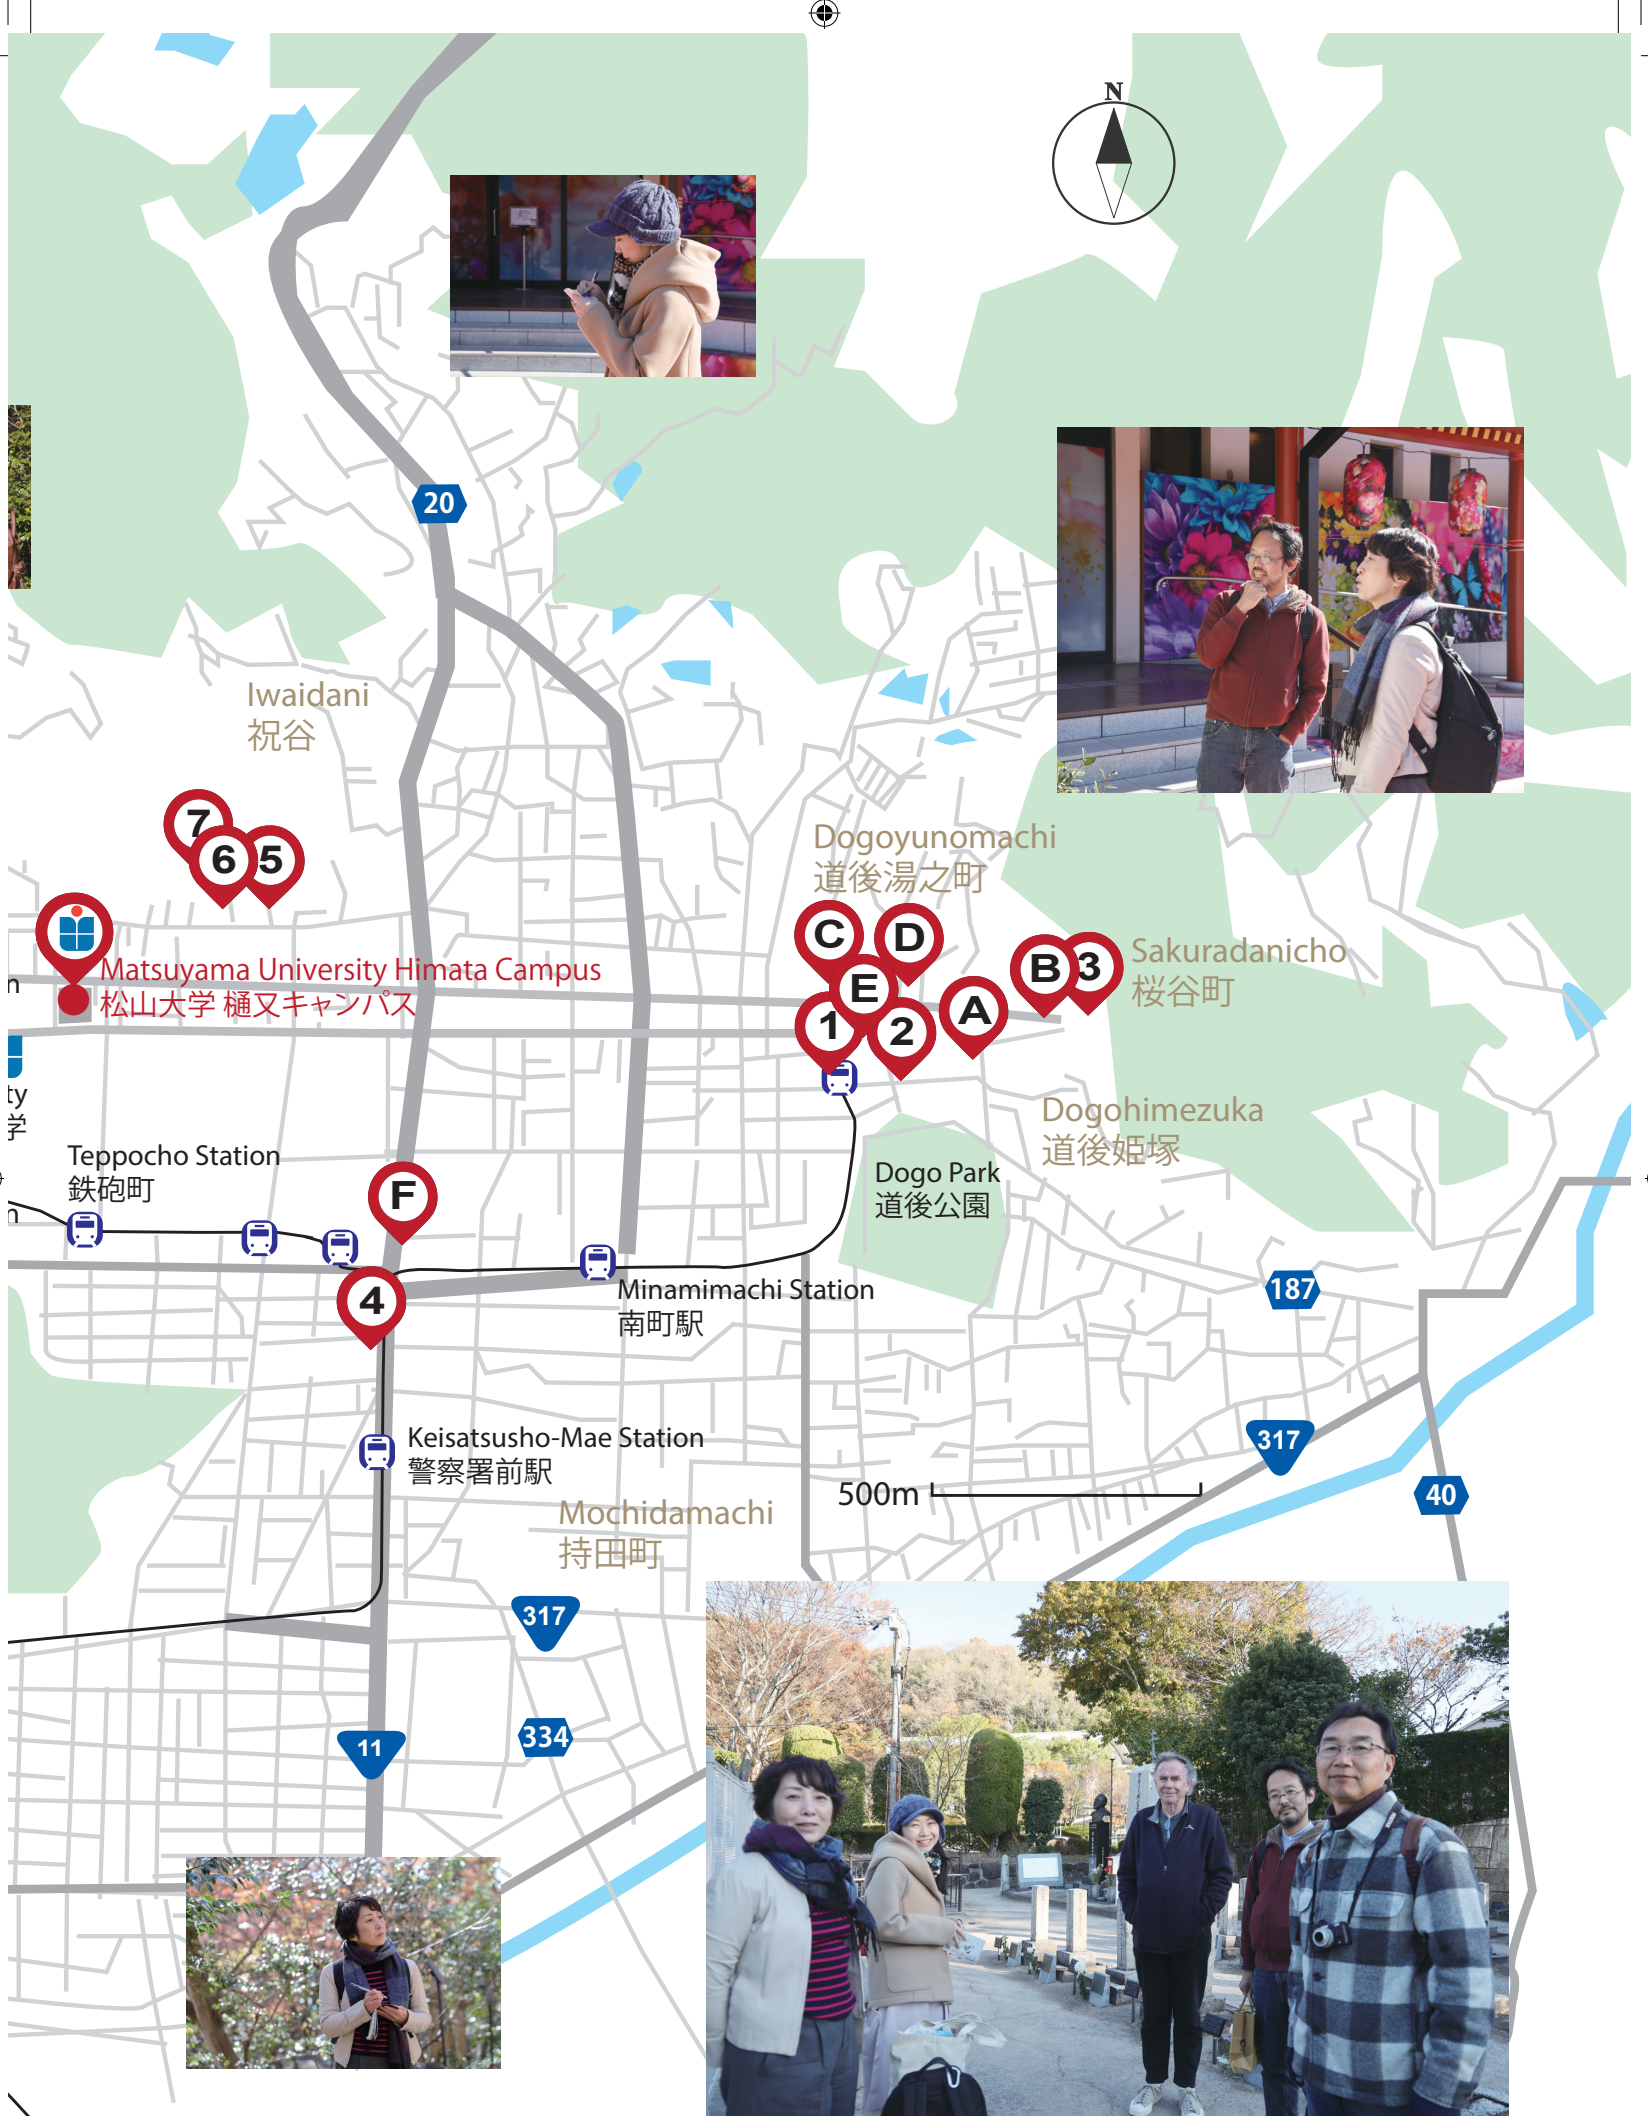 N
20
Iwaidani
祝谷
7
6
5
Dogoyunomachi
道後湯之町
C
D
E
1
2
A
B
3
Sakuradanicho
桜谷町
Matsuyama University Himata Campus
松山大学 樋又キャンパス
n
ty
学
Dogohimezuka
道後姫塚
Teppocho Station
鉄砲町
n
F
Dogo Park
道後公園
4
Minamimachi Station
南町駅
187
Keisatsusho-Mae Station
警察署前駅
317
500m
40
Mochidamachi
持田町
317
334
11